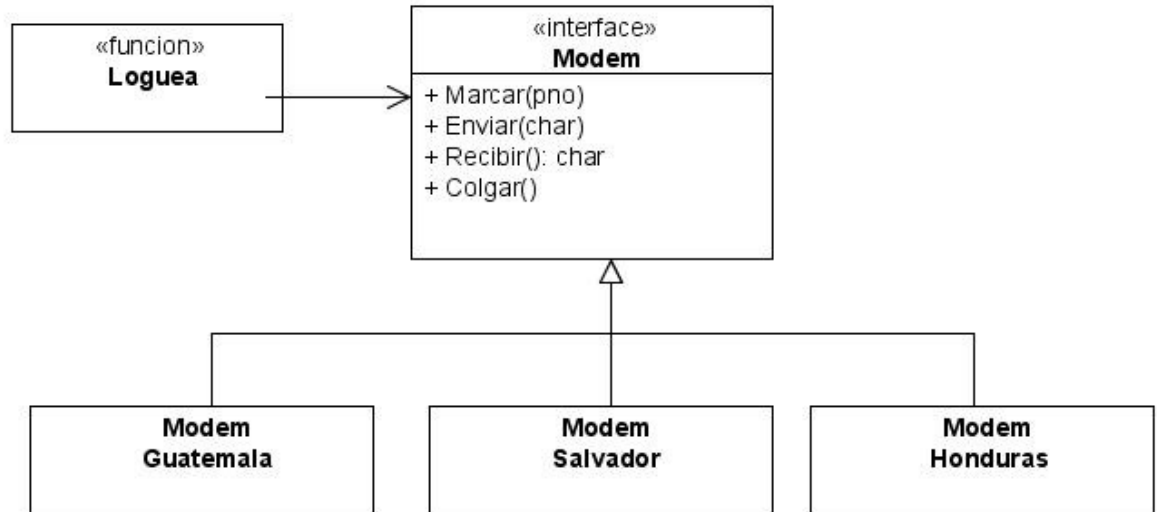 «funcion»
Loguea
«interface»
Modem
+ Marcar(pno)
+ Enviar(char)
+ Recibir(): char
+ Colgar()
Modem
Guatemala
Modem
Salvador
Modem
Honduras